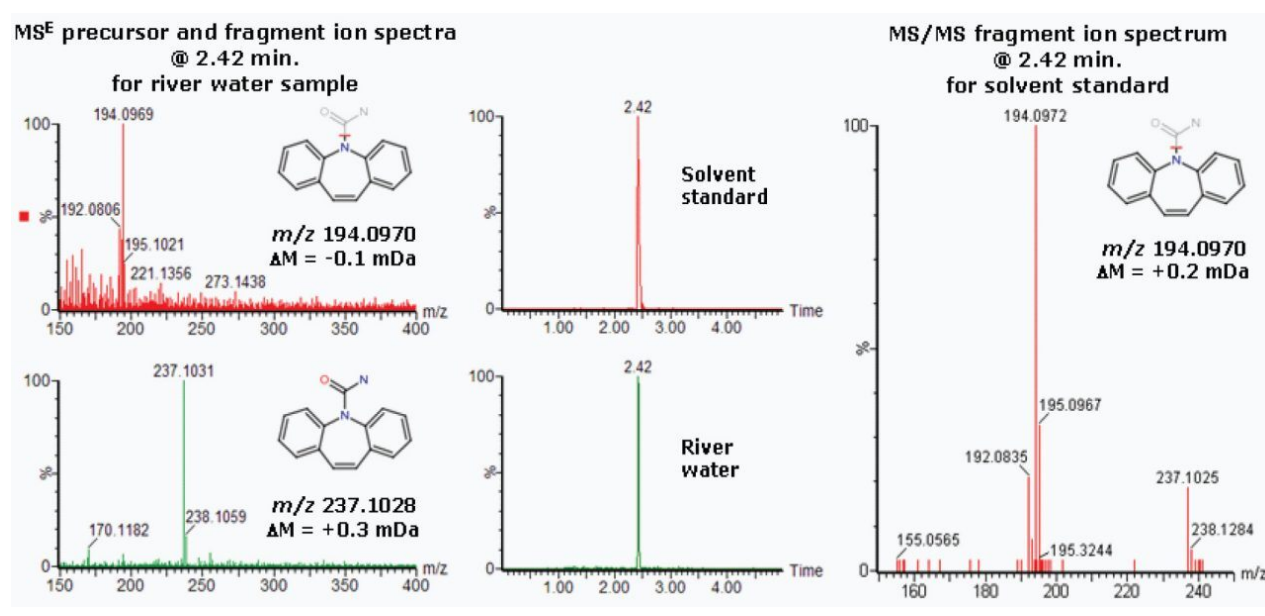 MSE precursor and fragment ion spectra
@ 2.42 min.
for river water sample
194.0969
100
%
192.0806
195.1021
221.1356
273.1438
0
150
200
250
300
350
400
m/z
O
N
N
m/z 194.0970
ΔM = -0.1 mDa
237.1031
100
%
170.1182
238.1059
0
150
200
250
300
350
400
m/z
O
N
N
m/z 237.1028
ΔM = +0.3 mDa
2.42
100
%
0
1.00
2.00
3.00
4.00
Time
Solvent
standard
2.42
100
%
0
1.00
2.00
3.00
4.00
Time
River
water
MS/MS fragment ion spectrum
@ 2.42 min.
for solvent standard
194.0972
100
%
195.0967
192.0835
237.1025
238.1284
195.3244
155.0565
0
160
180
200
220
240
m/z
O
N
N
m/z 194.0970
ΔM = +0.2 mDa